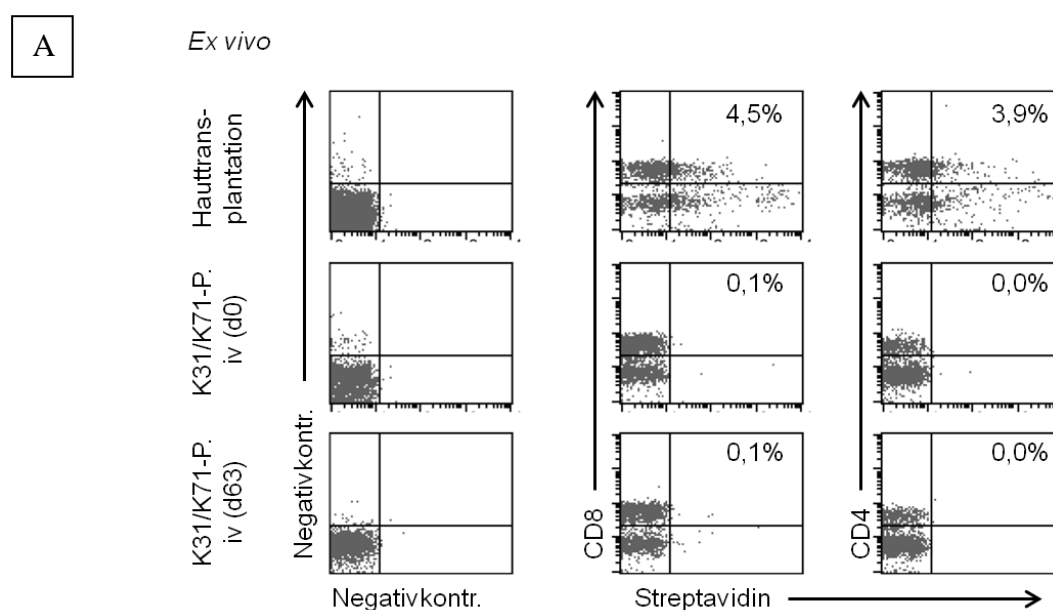 A
Ex vivo
Hauttrans-
plantation
4,5%
3,9%
K31/K71-P.
iv (d0)
0,1%
0,0%
K31/K71-P.
iv (d63)
0,1%
0,0%
Negativkontr.
CD8
CD4
Negativkontr.
Streptavidin